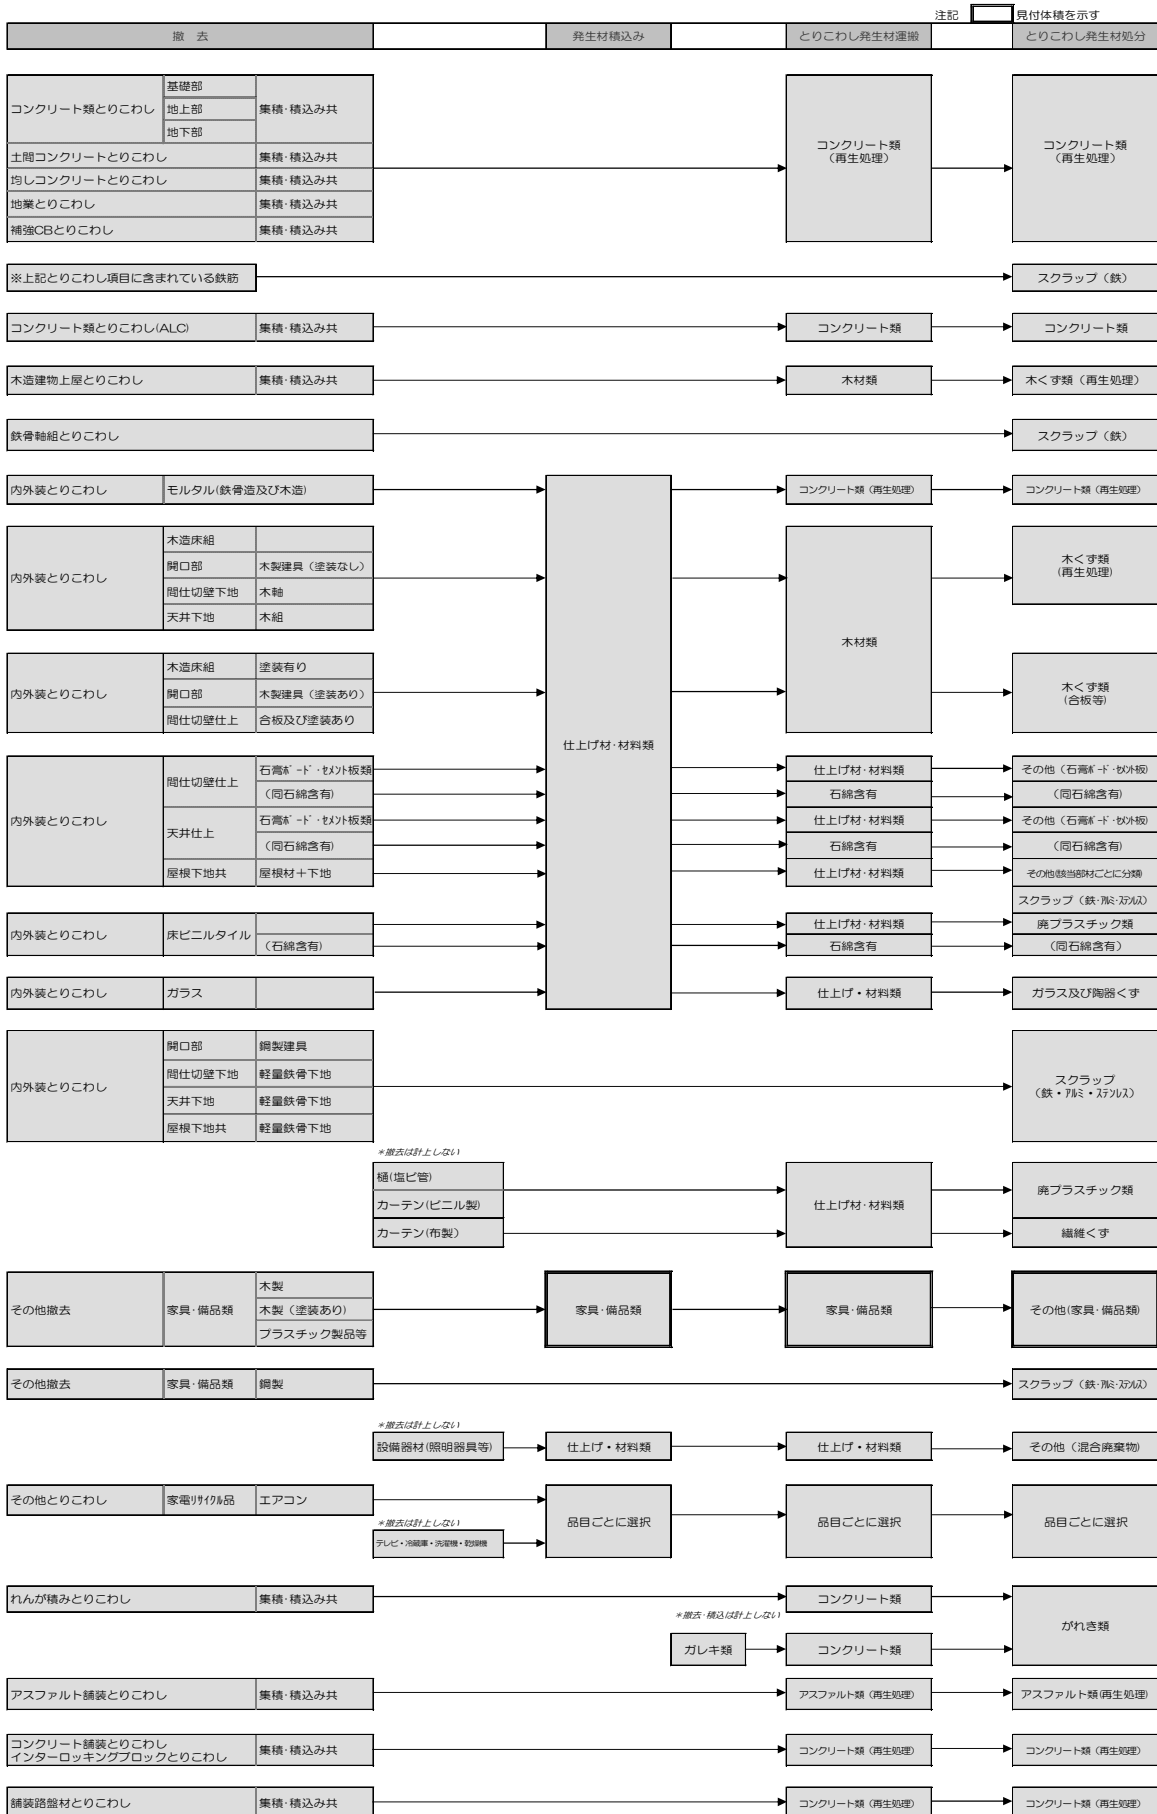 注記 見付体積を示す
撤 去 発生材積込み とりこわし発生材運搬 とりこわし発生材処分
コンクリート類とりこわし 基礎部 集積・積込み共
地上部
地下部
土間コンクリートとりこわし 集積・積込み共
均しコンクリートとりこわし 集積・積込み共
地業とりこわし 集積・積込み共
補強CBとりこわし 集積・積込み共
コンクリート類
（再生処理）
コンクリート類
（再生処理）
※上記とりこわし項目に含まれている鉄筋 スクラップ（鉄）
コンクリート類とりこわし(ALC) 集積・積込み共 コンクリート類 コンクリート類
木造建物上屋とりこわし 集積・積込み共 木材類 木くず類（再生処理）
鉄骨軸組とりこわし スクラップ（鉄）
内外装とりこわし モルタル(鉄骨造及び木造) コンクリート類（再生処理） コンクリート類（再生処理）
内外装とりこわし 木造床組
開口部 木製建具（塗装なし）
間仕切壁下地 木軸
天井下地 木組
木くず類
(再生処理)
木材類
内外装とりこわし 木造床組 塗装有り
開口部 木製建具（塗装あり）
間仕切壁仕上 合板及び塗装あり
木くず類
(合板等)
仕上げ材・材料類
内外装とりこわし 間仕切壁仕上 石膏ﾎﾞｰﾄﾞ・ｾﾒﾝﾄ板類 仕上げ材・材料類 その他（石膏ﾎﾞｰﾄﾞ・ｾﾒﾝﾄ板)
（同石綿含有) 石綿含有 （同石綿含有)
天井仕上 石膏ﾎﾞｰﾄﾞ・ｾﾒﾝﾄ板類 仕上げ材・材料類 その他（石膏ﾎﾞｰﾄﾞ・ｾﾒﾝﾄ板)
（同石綿含有) 石綿含有 （同石綿含有)
屋根下地共 屋根材＋下地 仕上げ材・材料類 その他(該当部材ごとに分類)
スクラップ（鉄・ｱﾙﾐ・ｽﾃﾝﾚｽ）
内外装とりこわし 床ビニルタイル 仕上げ材・材料類 廃プラスチック類
（石綿含有) 石綿含有 （同石綿含有）
内外装とりこわし ガラス 仕上げ・材料類 ガラス及び陶器くず
内外装とりこわし 開口部 鋼製建具
間仕切壁下地 軽量鉄骨下地
天井下地 軽量鉄骨下地
屋根下地共 軽量鉄骨下地
スクラップ
（鉄・ｱﾙﾐ・ｽﾃﾝﾚｽ）
＊撤去は計上しない
樋(塩ビ管)
カーテン(ビニル製)
カーテン(布製）
仕上げ材・材料類
廃プラスチック類
繊維くず
その他撤去 家具・備品類 木製
木製（塗装あり)
プラスチック製品等
家具・備品類 家具・備品類 その他(家具・備品類)
その他撤去 家具・備品類 鋼製 スクラップ（鉄・ｱﾙﾐ・ｽﾃﾝﾚｽ）
＊撤去は計上しない
設備器材(照明器具等) 仕上げ・材料類 仕上げ・材料類 その他（混合廃棄物)
その他とりこわし 家電ﾘｻｲｸﾙ品 エアコン
＊撤去は計上しない
テレビ・冷蔵庫・洗濯機・乾燥機
品目ごとに選択 品目ごとに選択 品目ごとに選択
れんが積みとりこわし 集積・積込み共 コンクリート類
＊撤去・積込は計上しない
がれき類
ガレキ類 コンクリート類
アスファルト舗装とりこわし 集積・積込み共 アスファルト類（再生処理） アスファルト類(再生処理)
コンクリート舗装とりこわし
インターロッキングブロックとりこわし 集積・積込み共 コンクリート類（再生処理） コンクリート類（再生処理）
舗装路盤材とりこわし 集積・積込み共 コンクリート類（再生処理） コンクリート類（再生処理）